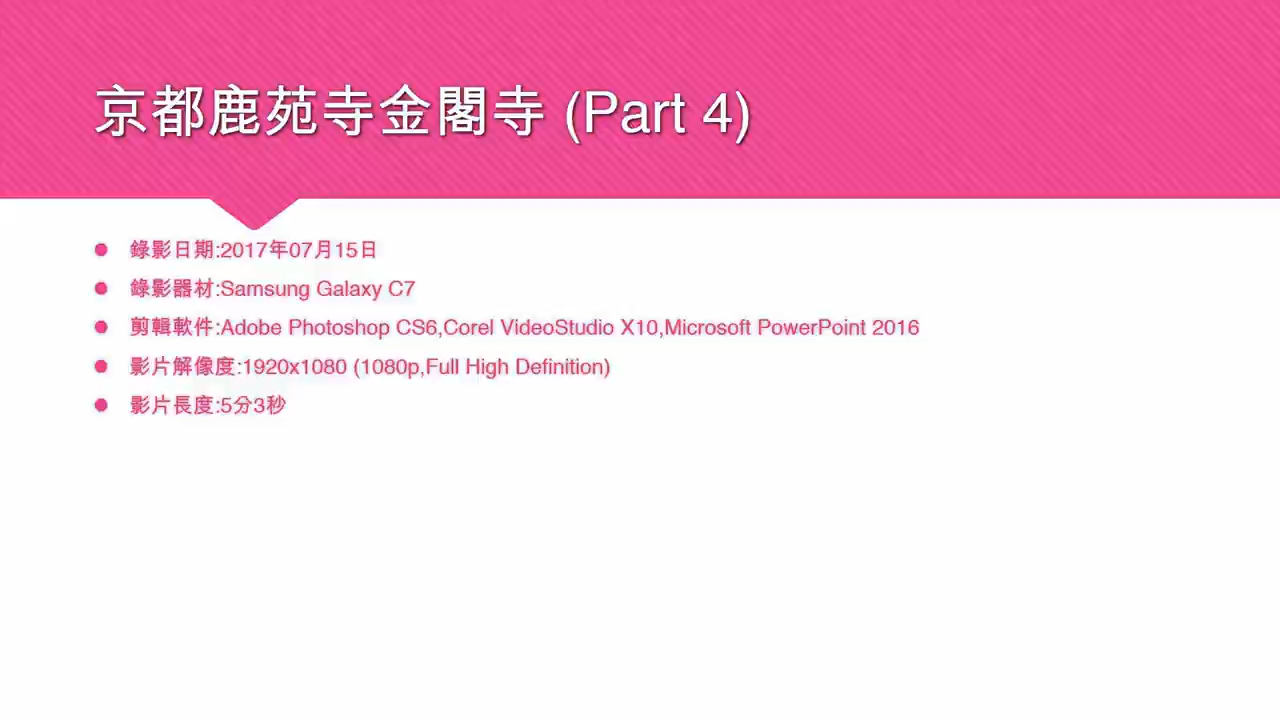 京都鹿苑寺金閣寺 (Part 4)
錄影日期:2017年07月15日
錄影器材:Samsung Galaxy C7
剪輯軟件:Adobe Photoshop CS6,Corel VideoStudio X10,Microsoft PowerPoint 2016
影片解像度:1920x1080 (1080p,Full High Definition)
影片長度:5分3秒